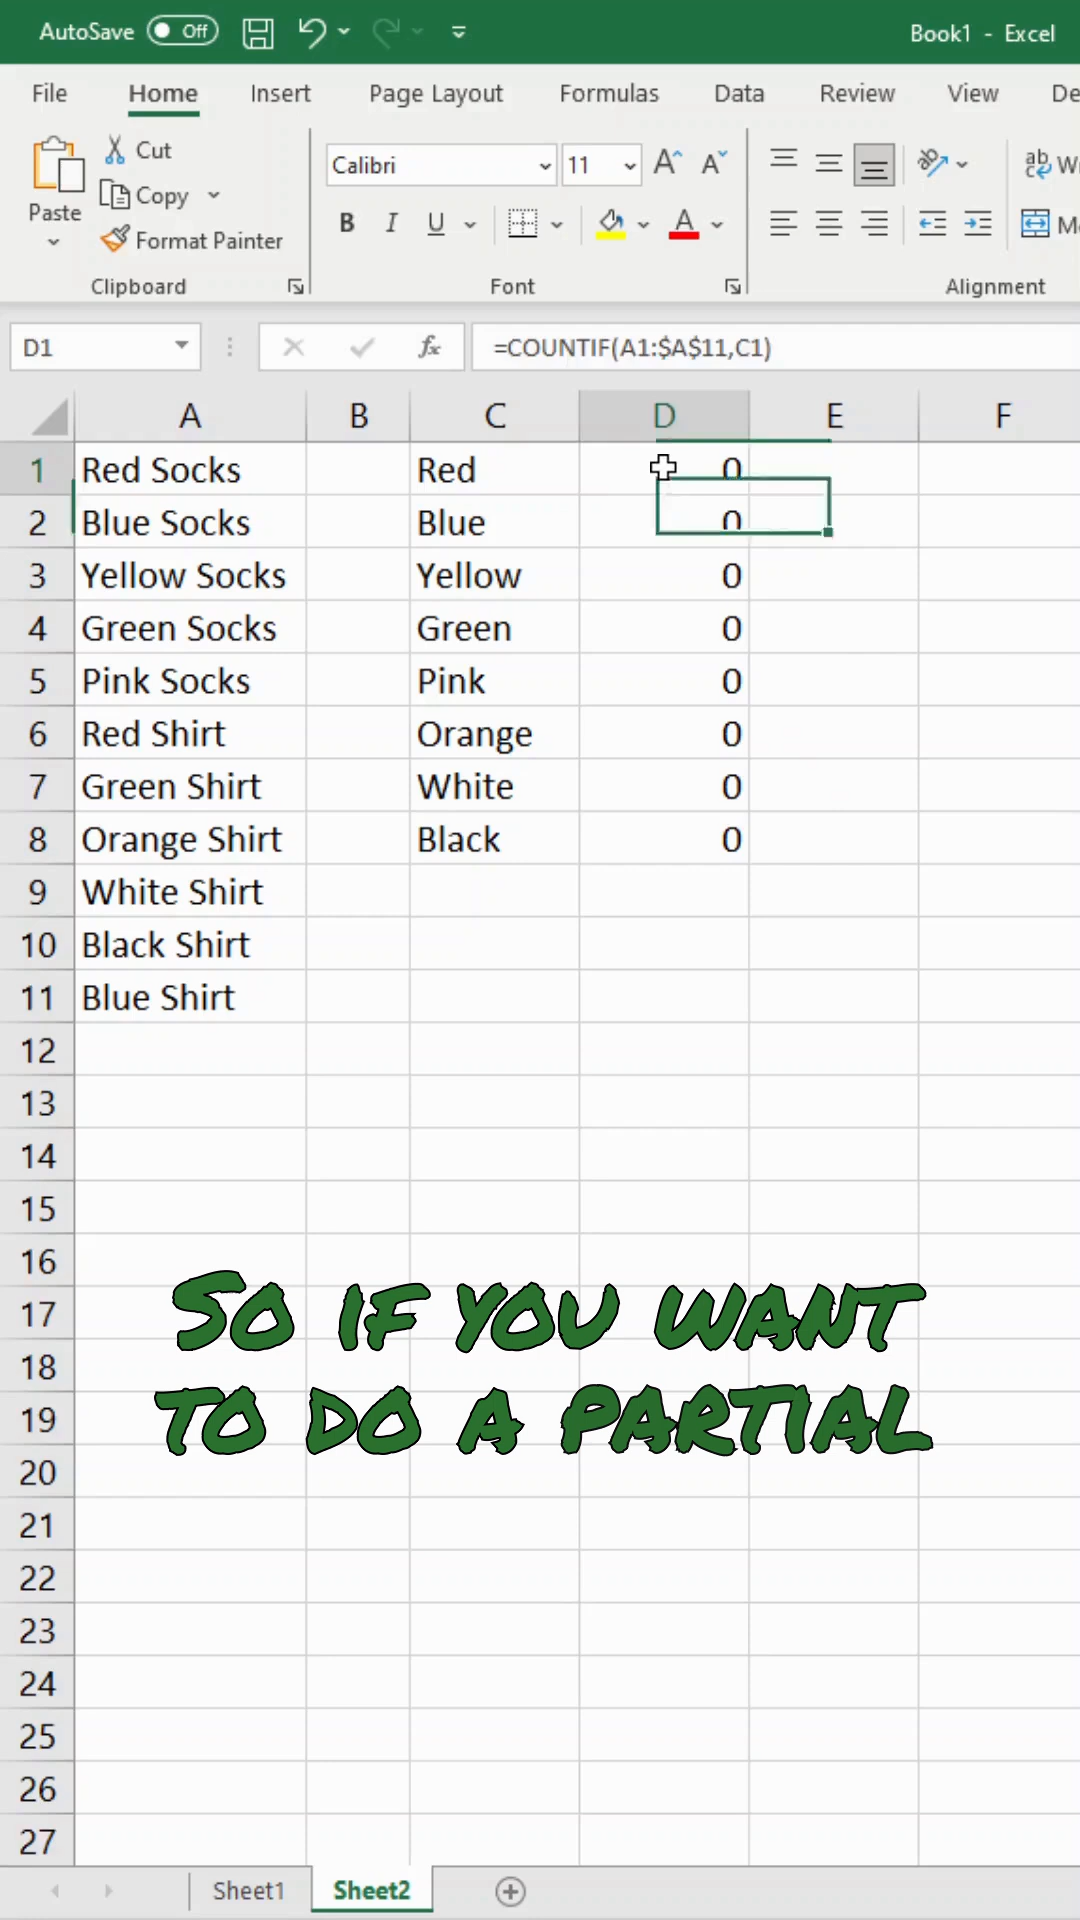 AutoSave Off Book1 - Excel
File Home Insert Page Layout Formulas Data Review View De
Paste
Cut
Copy
Format Painter
Clipboard
Calibri 11
B I U
Font
Alignment
D1 fx =COUNTIF(A1:$A$11,C1)
A B C D E F
1 Red Socks Red 0
2 Blue Socks Blue 0
3 Yellow Socks Yellow 0
4 Green Socks Green 0
5 Pink Socks Pink 0
6 Red Shirt Orange 0
7 Green Shirt White 0
8 Orange Shirt Black 0
9 White Shirt
10 Black Shirt
11 Blue Shirt
12
13
14
15
16
17
18
19
20
21
22
23
24
25
26
27
So if you want
to do a partial
Sheet1 Sheet2